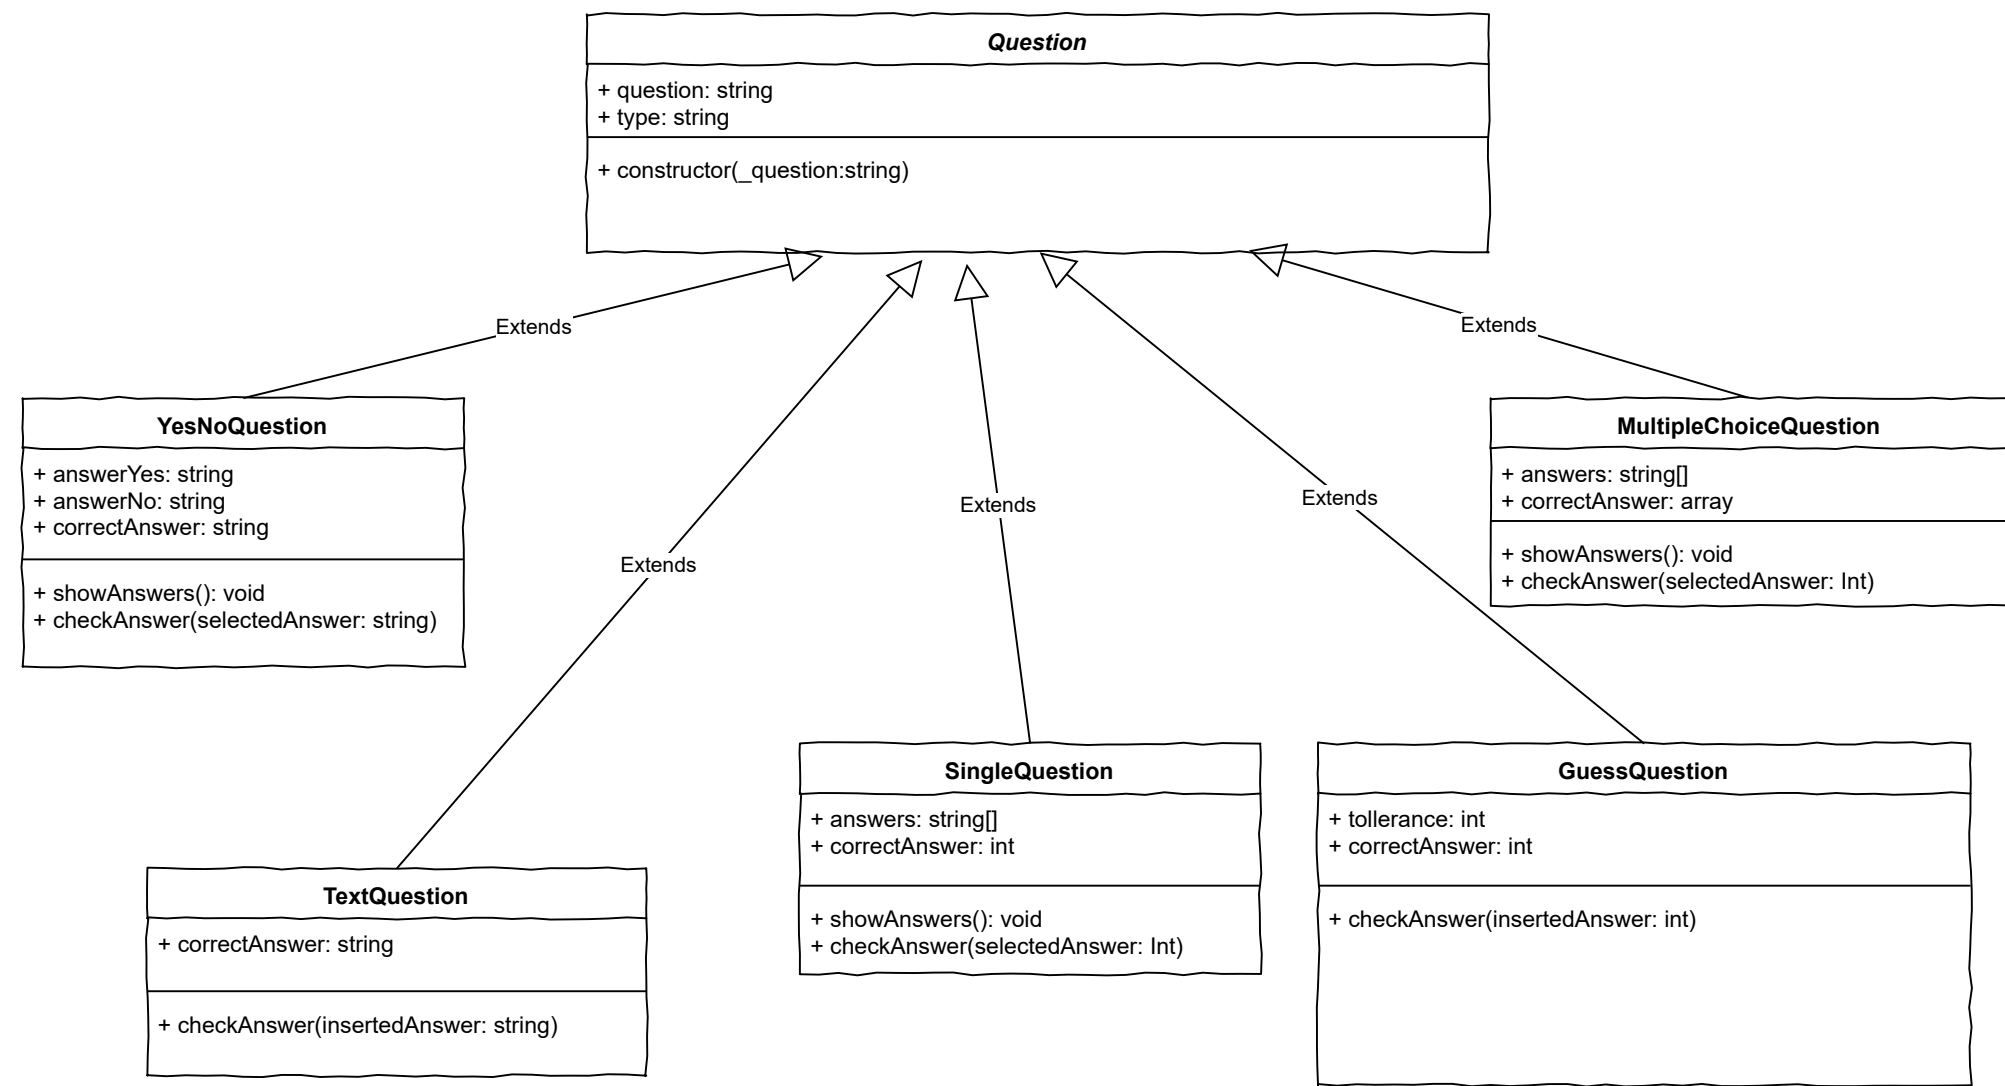 Question
+ question: string
+ type: string
+ constructor(_question:string)
Extends
Extends
Extends
Extends
Extends
YesNoQuestion
+ answerYes: string
+ answerNo: string
+ correctAnswer: string
+ showAnswers(): void
+ checkAnswer(selectedAnswer: string)
MultipleChoiceQuestion
+ answers: string[]
+ correctAnswer: array
+ showAnswers(): void
+ checkAnswer(selectedAnswer: Int)
TextQuestion
+ correctAnswer: string
+ checkAnswer(insertedAnswer: string)
SingleQuestion
+ answers: string[]
+ correctAnswer: int
+ showAnswers(): void
+ checkAnswer(selectedAnswer: Int)
GuessQuestion
+ tollerance: int
+ correctAnswer: int
+ checkAnswer(insertedAnswer: int)